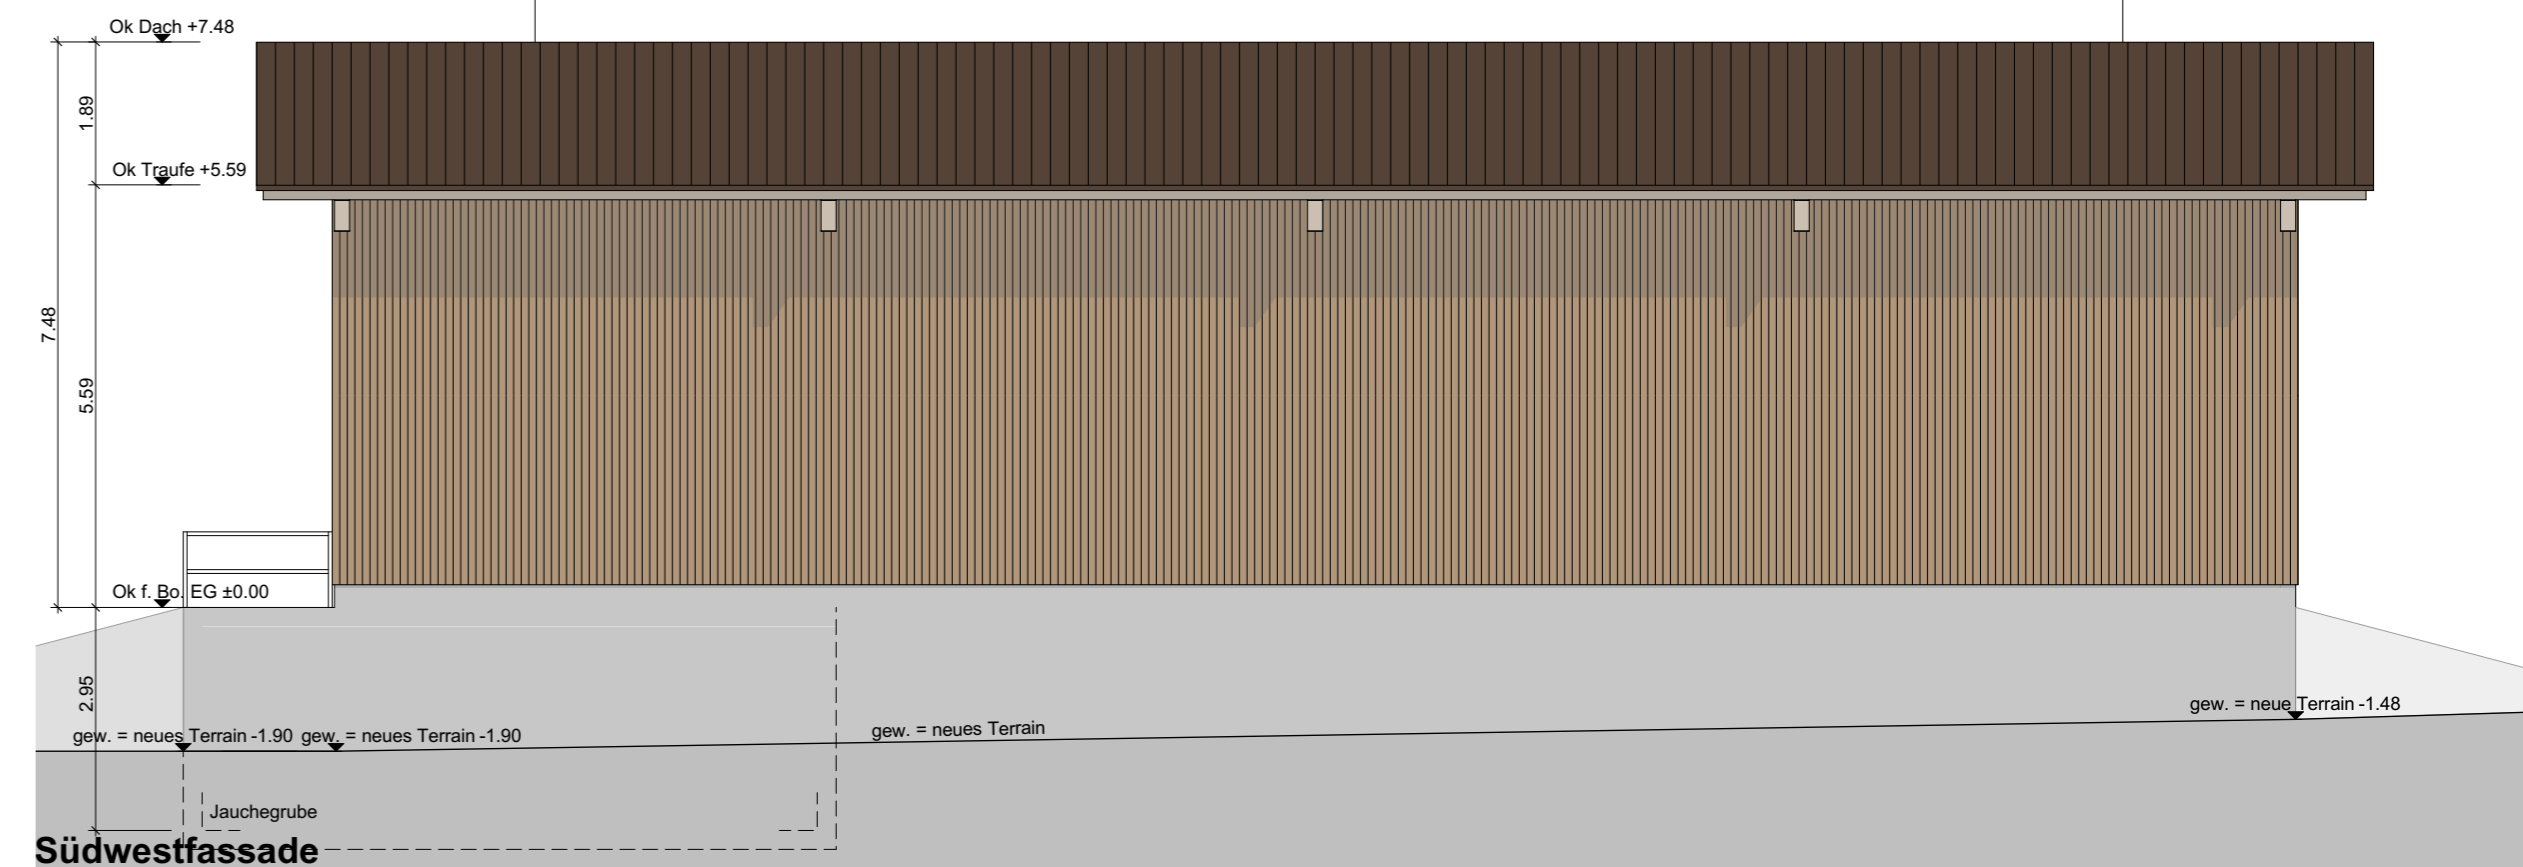 Ok Dach +7.48
1.89
Ok Traufe +5.59
7.48
5.59
Ok f. Bo. EG ±0.00
2.95
gew. = neues Terrain -1.90
gew. = neues Terrain -1.90
gew. = neues Terrain
gew. = neue Terrain -1.48
Jauchegrube
Südwestfassade